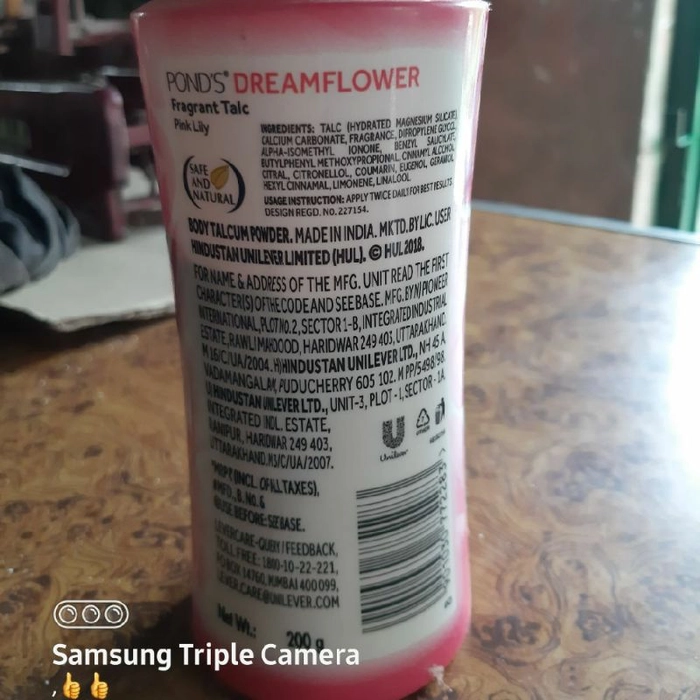 POND'S® DREAMFLOWER
Fragrant Talc
Pink Lily
INGREDIENTS: TALC (HYDRATED MAGNESIUM SILICATE),
CALCIUM CARBONATE, FRAGRANCE, DIPROPYLENE GLYCOL,
ALPHA-ISOMETHYL IONONE, BENZYL SALICYLATE,
BUTYLPHENYL METHOXYPROPIONAL, CINNAMYL ALCOHOL,
CITRAL, CITRONELLOL, COUMARIN, EUGENOL, GERANIOL,
HEXYL CINNAMAL, LIMONENE, LINALOOL
USAGE INSTRUCTION: APPLY TWICE DAILY FOR BEST RESULTS.
DESIGN REGD. NO. 227154.
SAFE
AND
NATURAL
BODY TALCUM POWDER. MADE IN INDIA. MKTD. BY LIC. USER
HINDUSTAN UNILEVER LIMITED (HUL). © HUL 2018.
FOR NAME & ADDRESS OF THE MFG. UNIT READ THE FIRST
CHARACTER(S) OF THE CODE AND SEE BASE. MFG. BY: PIONEER
INTERNATIONAL, PLOT No. 2, SECTOR 1-B, INTEGRATED INDUSTRIAL
ESTATE, HARIDWAR 249 403, UTTARAKHAND.
M 16/C/UA/2004. H) HINDUSTAN UNILEVER LTD., NH 45 A,
VADAMANGALAM, PUDUCHERRY 605 102. M PP/5498/98.
HINDUSTAN UNILEVER LTD., UNIT-3, PLOT - 1, SECTOR - 1A,
INTEGRATED INDL. ESTATE,
RANIPUR, HARIDWAR 249 403,
UTTARAKHAND. /C/UA/2007.
(INCL. OF ALL TAXES),
MFD., B. No. &
USE BEFORE: SEE BASE.
LEVERCARE-QUERY / FEEDBACK,
TOLL FREE: 1800-10-22-221,
PO BOX 14760, MUMBAI 400 099,
LEVER.CARE@UNILEVER.COM
Unilever
Net Wt.: 200 g
Samsung Triple Camera
,👍👍